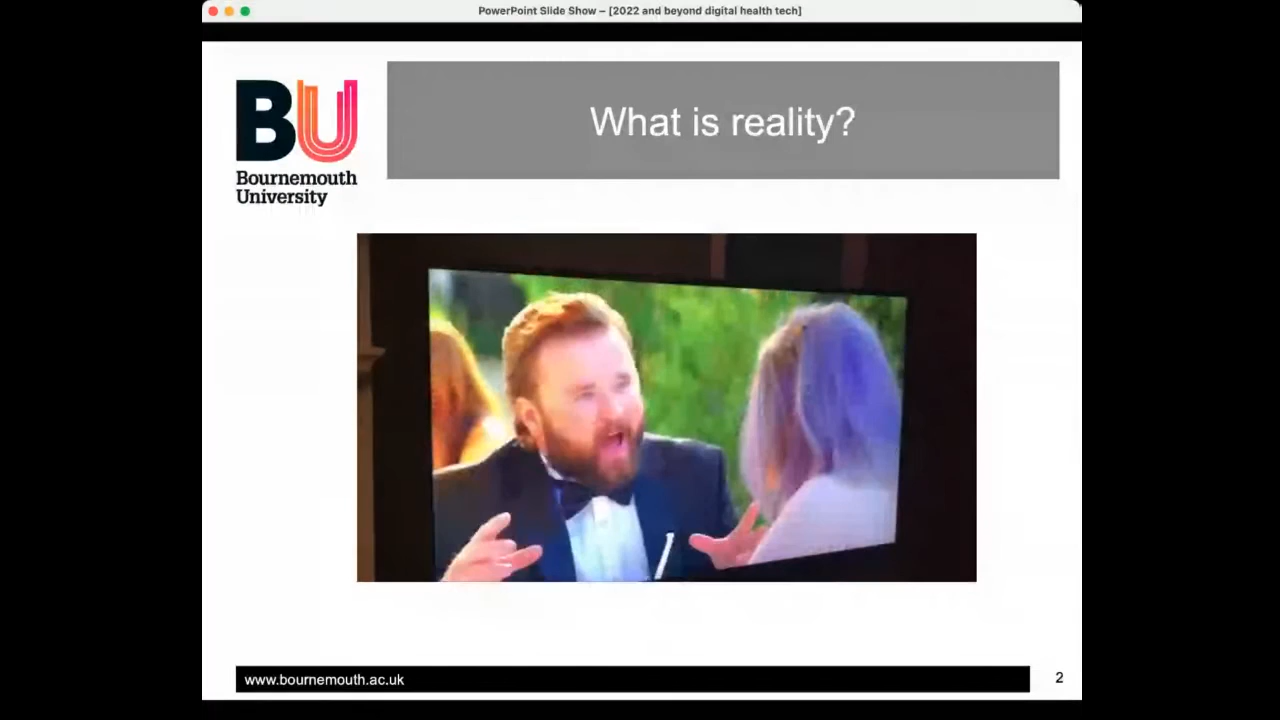 PowerPoint Slide Show – [2022 and beyond digital health tech]
BU
Bournemouth
University
What is reality?
www.bournemouth.ac.uk
2